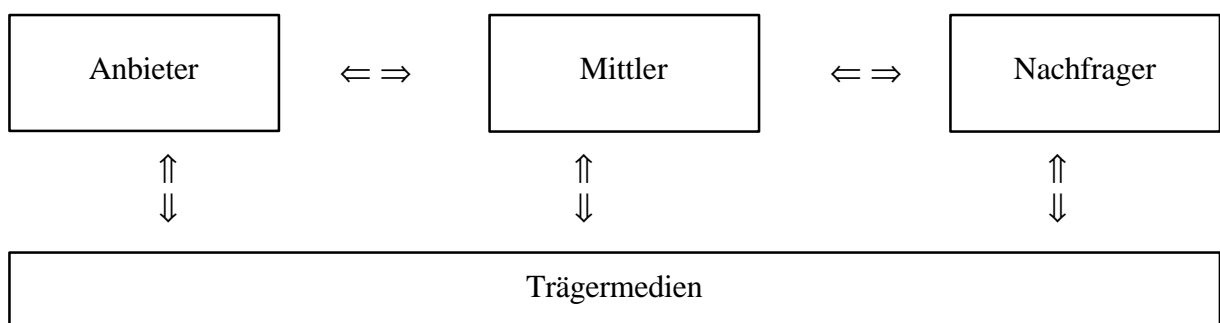 Anbieter ⇐ ⇒ Mittler ⇐ ⇒ Nachfrager
⇑ ⇑ ⇑
⇓ ⇓ ⇓
Trägermedien